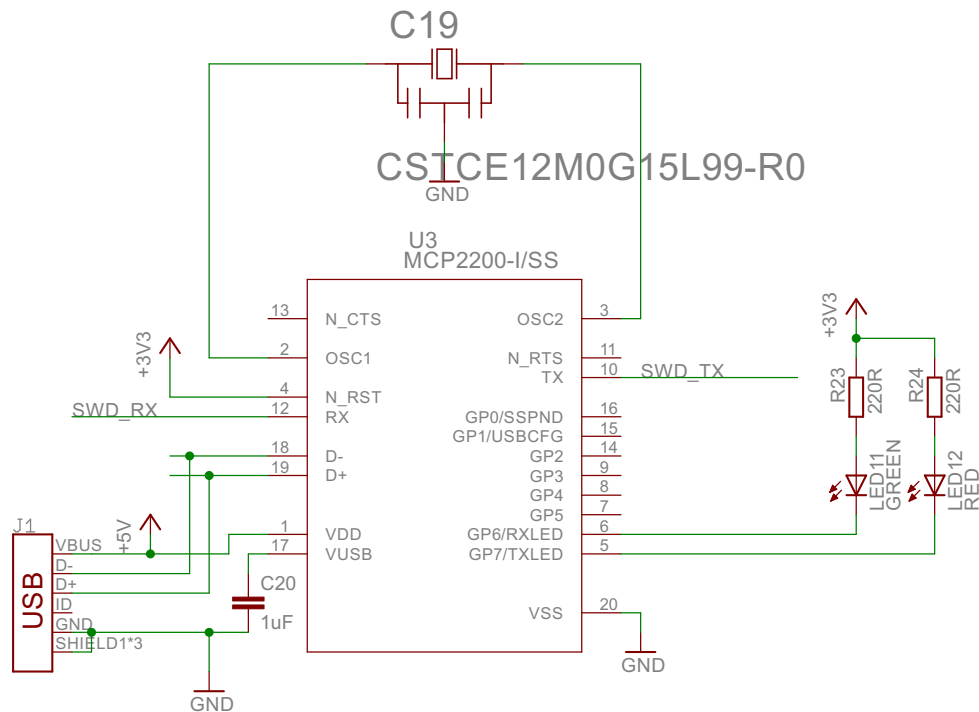 C19
CSTCE12M0G15L99-R0
GND
U3
MCP2200-I/SS
13 N_CTS
2 OSC1
4 N_RST
12 RX
18 D-
19 D+
1 VDD
17 VUSB
OSC2 3
N_RTS 11
TX 10
GP0/SSPND 16
GP1/USBCFG 15
GP2 14
GP3 9
GP4 8
GP5 7
GP6/RXLED 6
GP7/TXLED 5
VSS 20
+3V3
SWD_RX
SWD_TX
+3V3
R23
220R
R24
220R
LED11
GREEN
LED12
RED
J1
USB
VBUS
D-
D+
ID
GND
SHIELD1*3
+5V
C20
1uF
GND
GND